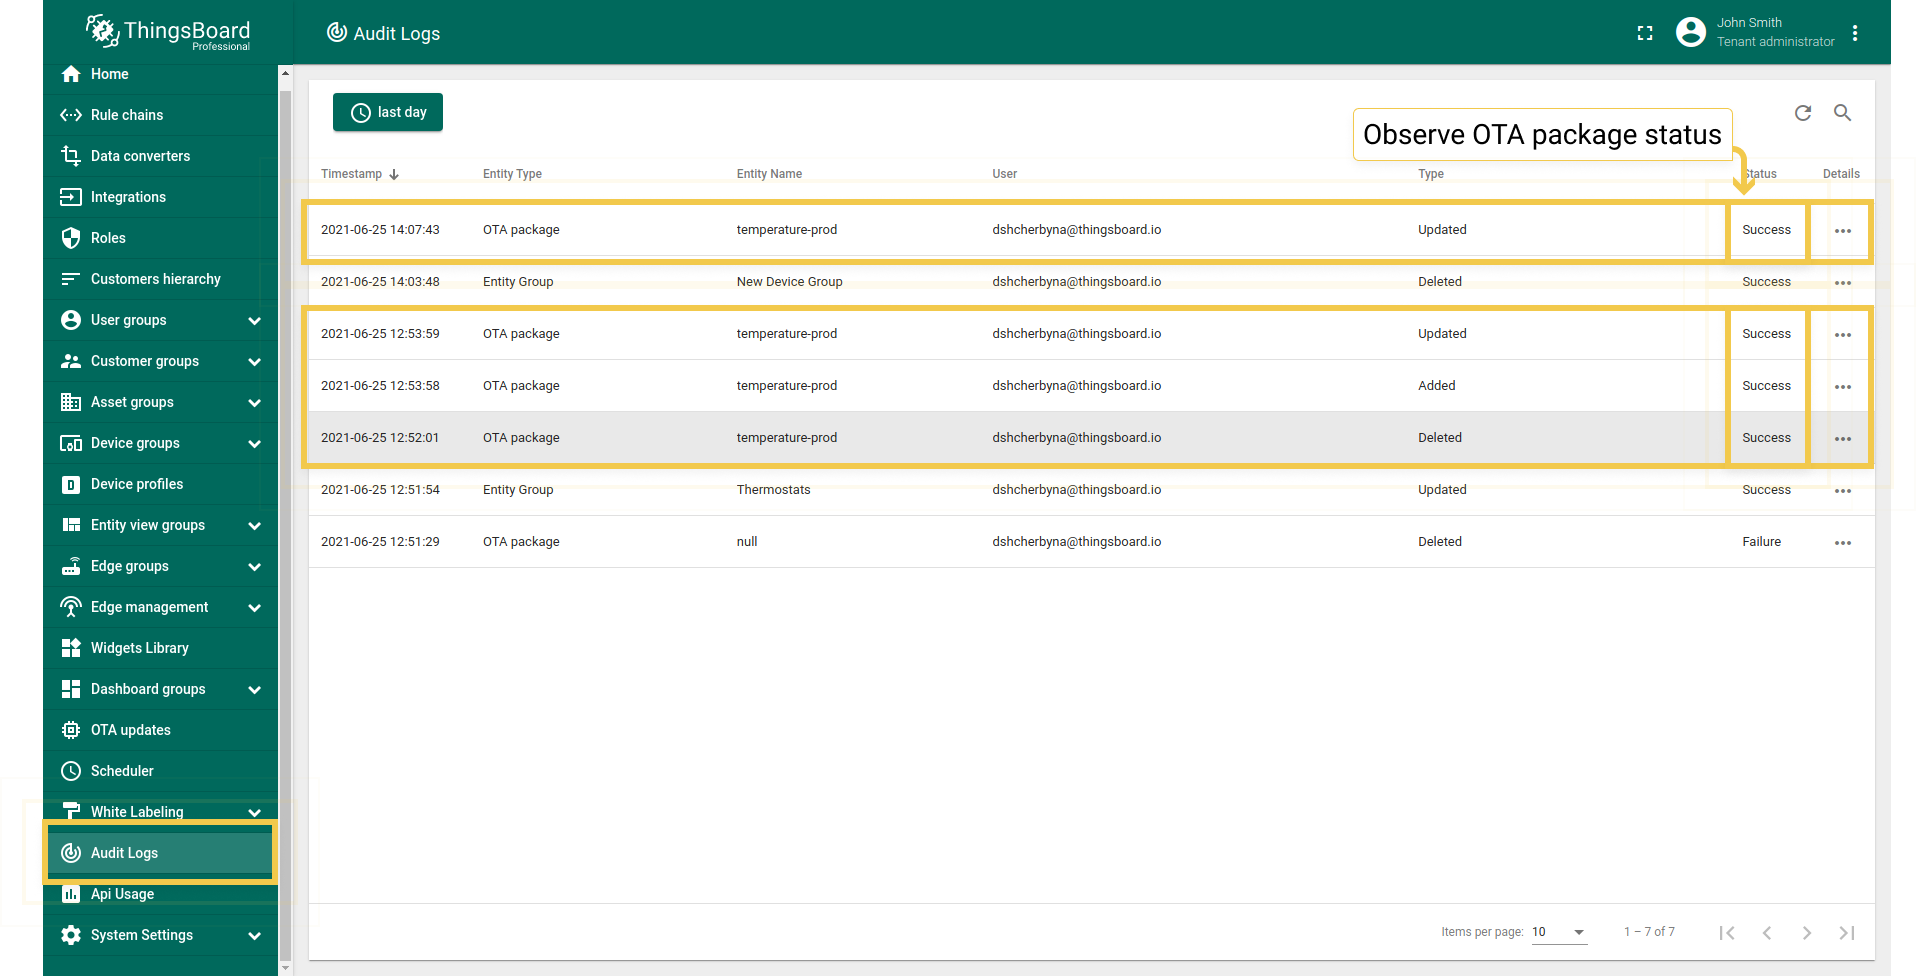 ThingsBoard
Professional
Audit Logs
John Smith
Tenant administrator
Home
Rule chains
Data converters
Integrations
Roles
Customers hierarchy
User groups
Customer groups
Asset groups
Device groups
Device profiles
Entity view groups
Edge groups
Edge management
Widgets Library
Dashboard groups
OTA updates
Scheduler
White Labeling
Audit Logs
Api Usage
System Settings
last day
Observe OTA package status
Timestamp Entity Type Entity Name User Type Status Details
2021-06-25 14:07:43 OTA package temperature-prod dshcherbyna@thingsboard.io Updated Success
2021-06-25 14:03:48 Entity Group New Device Group dshcherbyna@thingsboard.io Deleted Success
2021-06-25 12:53:59 OTA package temperature-prod dshcherbyna@thingsboard.io Updated Success
2021-06-25 12:53:58 OTA package temperature-prod dshcherbyna@thingsboard.io Added Success
2021-06-25 12:52:01 OTA package temperature-prod dshcherbyna@thingsboard.io Deleted Success
2021-06-25 12:51:54 Entity Group Thermostats dshcherbyna@thingsboard.io Updated Success
2021-06-25 12:51:29 OTA package null dshcherbyna@thingsboard.io Deleted Failure
Items per page: 10 1 – 7 of 7